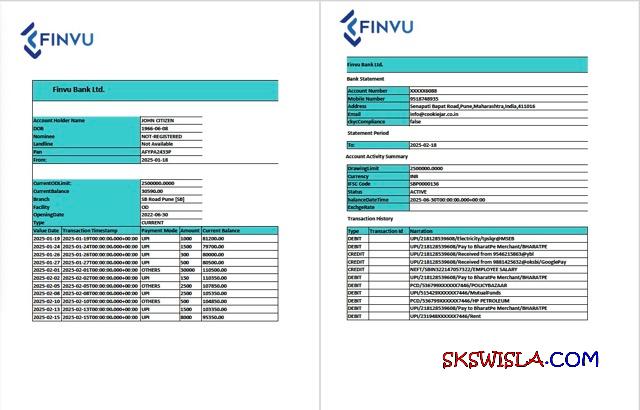 FINVU
Finvu Bank Ltd.
Account Holder Name JOHN CITIZEN
DOB 1966-06-08
Nominee NOT-REGISTERED
Landline Not Available
Pan AFYPA2433P
From: 2025-01-18
CurrentODLimit: 2500000.0000
CurrentBalance 30590.00
Branch SB Road Pune [SB]
Facility OD
OpeningDate 2022-06-30
Type CURRENT
Value Date Transaction Timestamp Payment Mode Amount Current Balance
2025-01-19 2025-01-19T00:00:00.000+00:00 UPI 1000 81200.00
2025-01-24 2025-01-24T00:00:00.000+00:00 UPI 1500 79700.00
2025-01-26 2025-01-26T00:00:00.000+00:00 UPI 300 80000.00
2025-01-27 2025-01-27T00:00:00.000+00:00 UPI 500 80500.00
2025-02-01 2025-02-01T00:00:00.000+00:00 OTHERS 30000 110500.00
2025-02-02 2025-02-02T00:00:00.000+00:00 UPI 150 110350.00
2025-02-05 2025-02-05T00:00:00.000+00:00 OTHERS 2500 107850.00
2025-02-08 2025-02-08T00:00:00.000+00:00 UPI 2500 105350.00
2025-02-10 2025-02-10T00:00:00.000+00:00 OTHERS 500 104850.00
2025-02-13 2025-02-13T00:00:00.000+00:00 UPI 1500 103350.00
2025-02-15 2025-02-15T00:00:00.000+00:00 UPI 8000 95350.00
FINVU
Finvu Bank Ltd.
Bank Statement
Account Number XXXXX6088
Mobile Number 9518748935
Address Senapati Bapat Road,Pune,Maharashtra,India,411016
Email info@cookiejar.co.in
ckycCompliance false
Statement Period
To: 2025-02-18
Account Activity Summary
DrawingLimit 2500000.0000
Currency INR
IFSC Code SBP0000136
Status ACTIVE
balanceDateTime 2025-06-30T00:00:00.000+00:00
ExchgeRate
Transaction History
Type Transaction Id Narration
DEBIT UPI/218128539608/Electricity/tpslqr@MSEB
DEBIT UPI/218128539608/Pay to BharatPe Merchant/BHARATPE
CREDIT UPI/218128539608/Received from 9546215863@ybl
CREDIT UPI/218128539608/Received from 9881425632@oksbi/GooglePay
CREDIT NEFT/SBIN322147057322/EMPLOYEE SALARY
DEBIT UPI/218128539608/Pay to BharatPe Merchant/BHARATPE
DEBIT PCD/536799XXXXXX7446/POLICYBAZAAR
DEBIT UPI/515429XXXXXX7446/MutualFunds
DEBIT PCD/536799XXXXXX7446/HP PETROLEUM
DEBIT UPI/218128539608/Pay to BharatPe Merchant/BHARATPE
DEBIT UPI/231948XXXXXX7446/Rent
SKSWISLA.COM